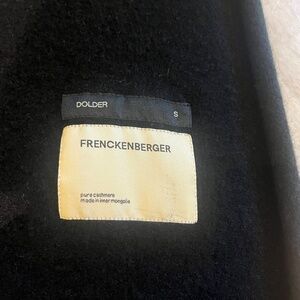 DOLDER S
FRENCKENBERGER
pure cashmere
made in inner mongolia